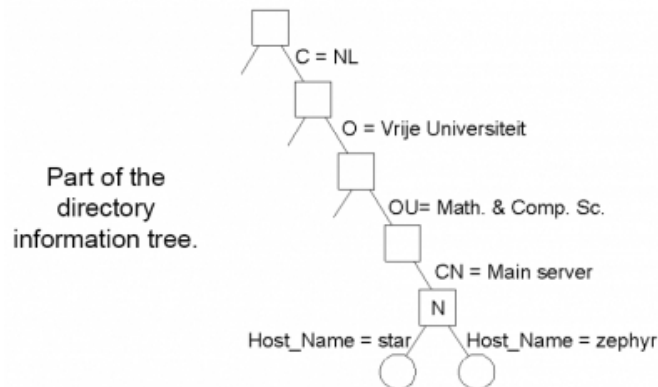 C = NL
O = Vrije Universiteit
Part of the
directory
information tree.
OU= Math. & Comp. Sc.
CN = Main server
N
Host_Name = star
Host_Name = zephyr